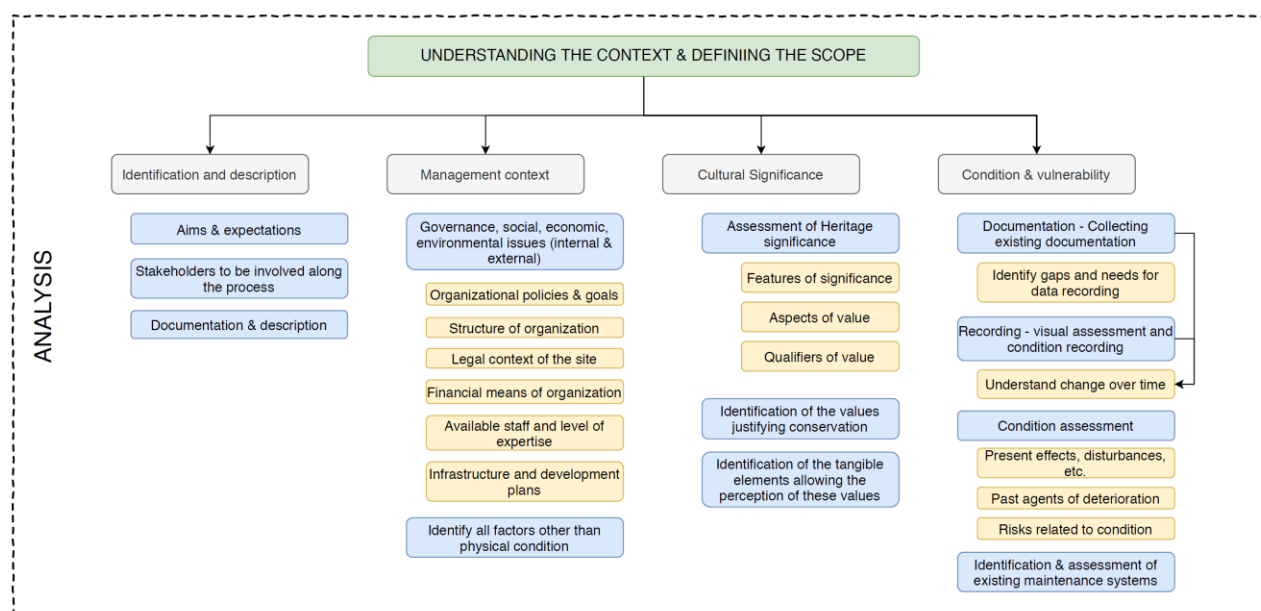 UNDERSTANDING THE CONTEXT & DEFINIING THE SCOPE
ANALYSIS
Identification and description
Aims & expectations
Stakeholders to be involved along
the process
Documentation & description
Management context
Governance, social, economic,
environmental issues (internal &
external)
Organizational policies & goals
Structure of organization
Legal context of the site
Financial means of organization
Available staff and level of
expertise
Infrastructure and development
plans
Identify all factors other than
physical condition
Cultural Significance
Assessment of Heritage
significance
Features of significance
Aspects of value
Qualifiers of value
Identification of the values
justifying conservation
Identification of the tangible
elements allowing the
perception of these values
Condition & vulnerability
Documentation - Collecting
existing documentation
Identify gaps and needs for
data recording
Recording - visual assessment and
condition recording
Understand change over time
Condition assessment
Present effects, disturbances,
etc.
Past agents of deterioration
Risks related to condition
Identification & assessment of
existing maintenance systems